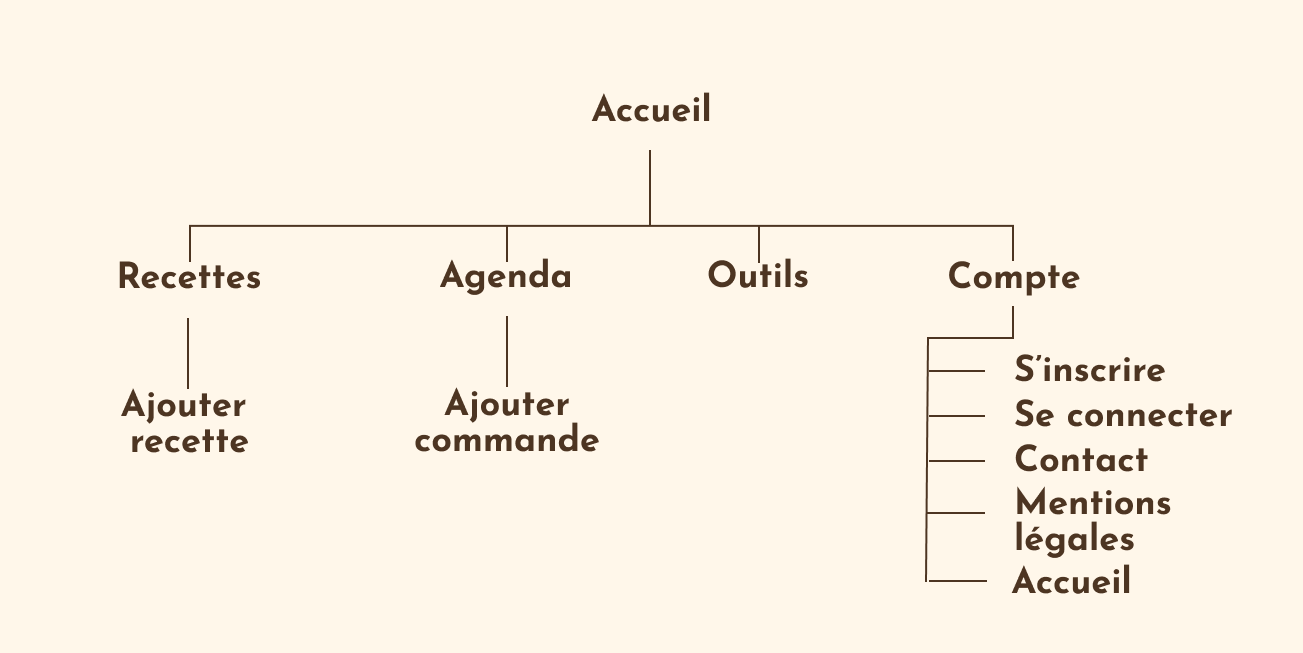 Accueil
Recettes
Agenda
Outils
Compte
Ajouter
recette
Ajouter
commande
S’inscrire
Se connecter
Contact
Mentions
légales
Accueil